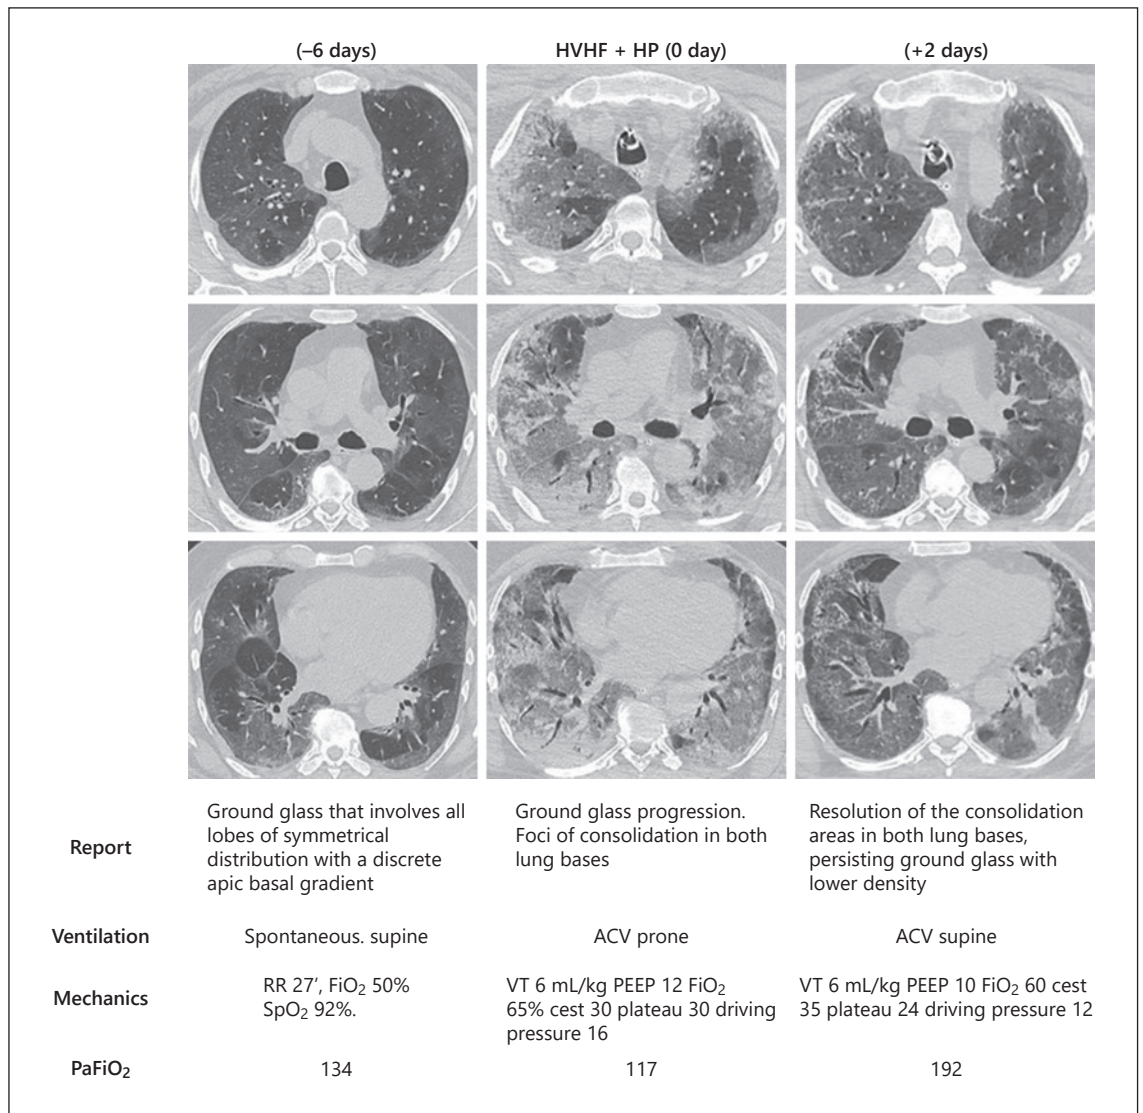 (–6 days)
HVHF + HP (0 day)
(+2 days)
Report
Ground glass that involves all
lobes of symmetrical
distribution with a discrete
apic basal gradient
Ground glass progression.
Foci of consolidation in both
lung bases
Resolution of the consolidation
areas in both lung bases,
persisting ground glass with
lower density
Ventilation
Spontaneous. supine
ACV prone
ACV supine
Mechanics
RR 27′, FiO₂ 50%
SpO₂ 92%.
VT 6 mL/kg PEEP 12 FiO₂
65% cest 30 plateau 30 driving
pressure 16
VT 6 mL/kg PEEP 10 FiO₂ 60 cest
35 plateau 24 driving pressure 12
PaFiO₂
134
117
192